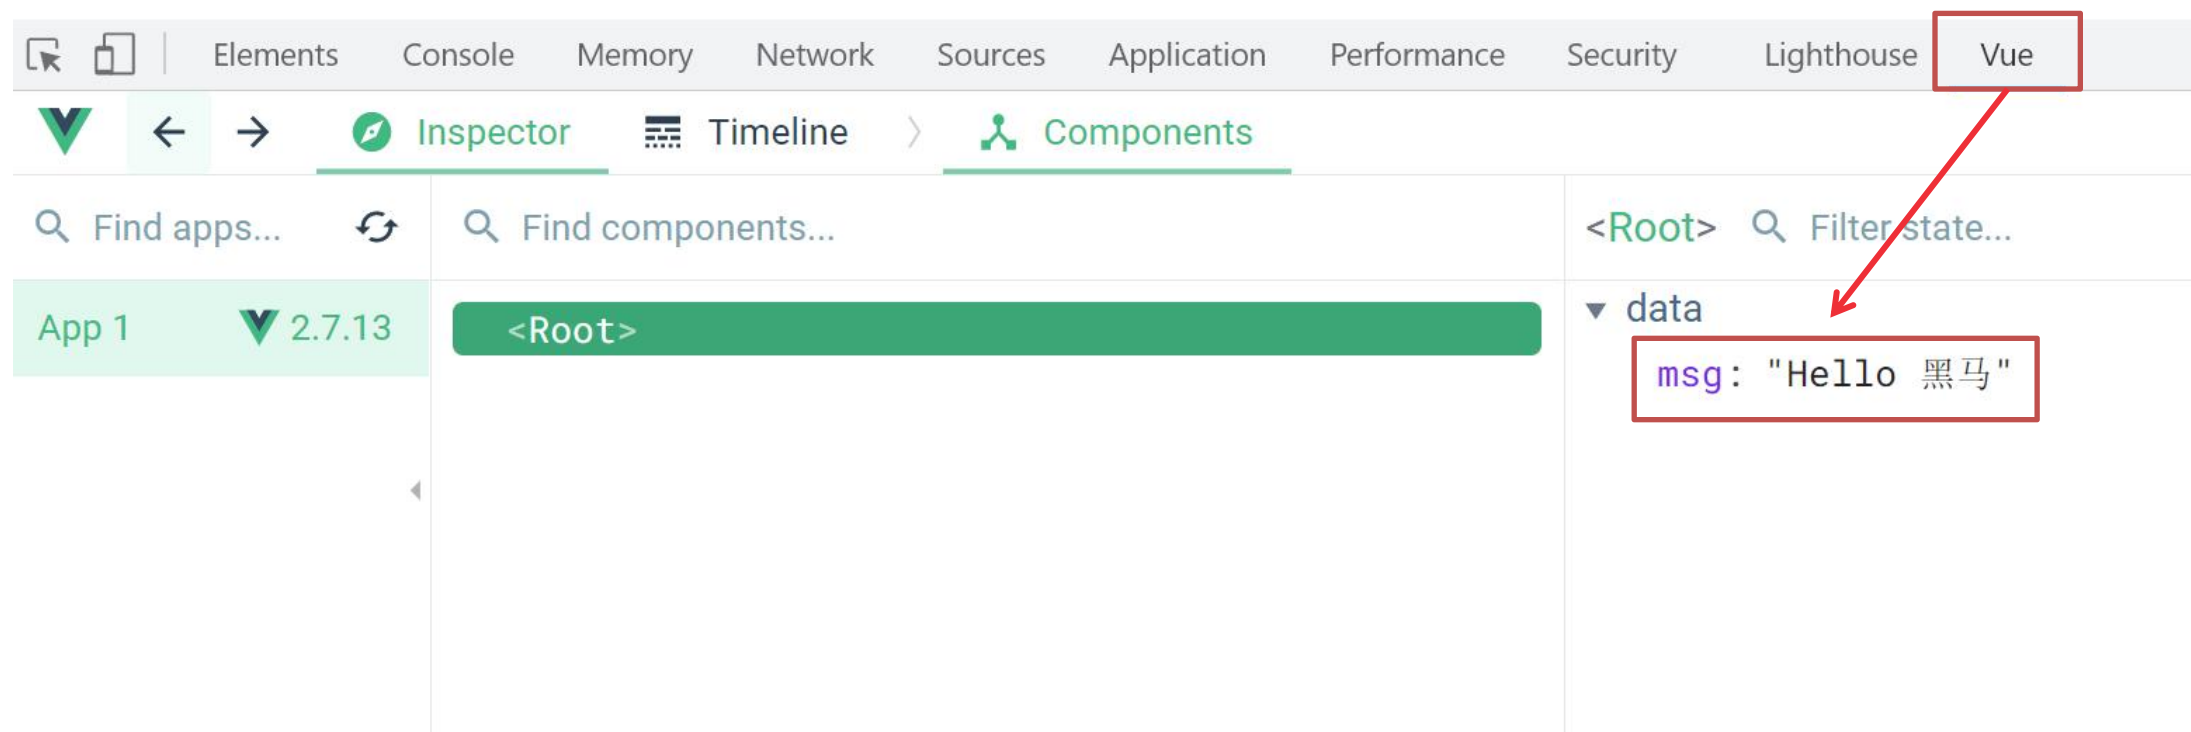 Elements Console Memory Network Sources Application Performance Security Lighthouse Vue
Inspector Timeline Components
Find apps... Find components... <Root> Filter state...
App 1 2.7.13 <Root> data
msg: "Hello 黑马"